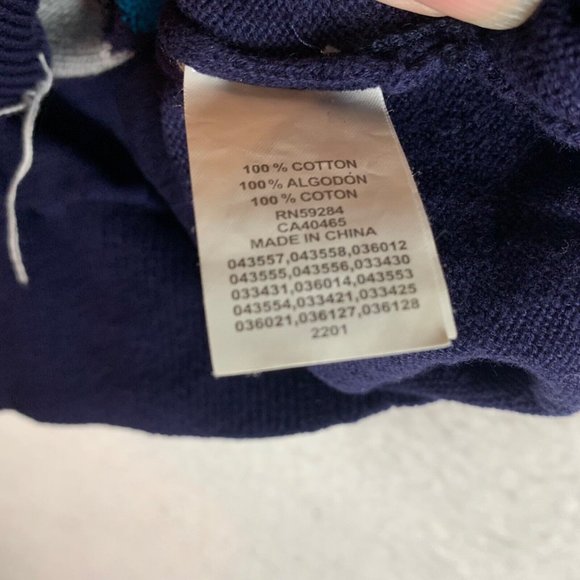 100 % COTTON
100 % ALGODÓN
100 % COTON
RN59284
CA40465
MADE IN CHINA
043557,043558,036012
043555,043556,033430
033431,036014,043553
043554,033421,033425
036021,036127,036128
2201